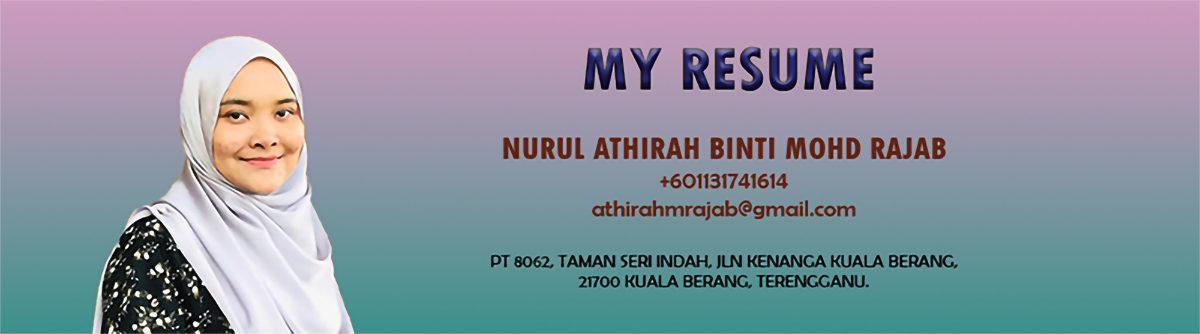 MY RESUME
NURUL ATHIRAH BINTI MOHD RAJAB
+601131741614
athirahmrajab@gmail.com
PT 8062, TAMAN SERI INDAH, JLN KENANGA KUALA BERANG,
21700 KUALA BERANG, TERENGGANU.